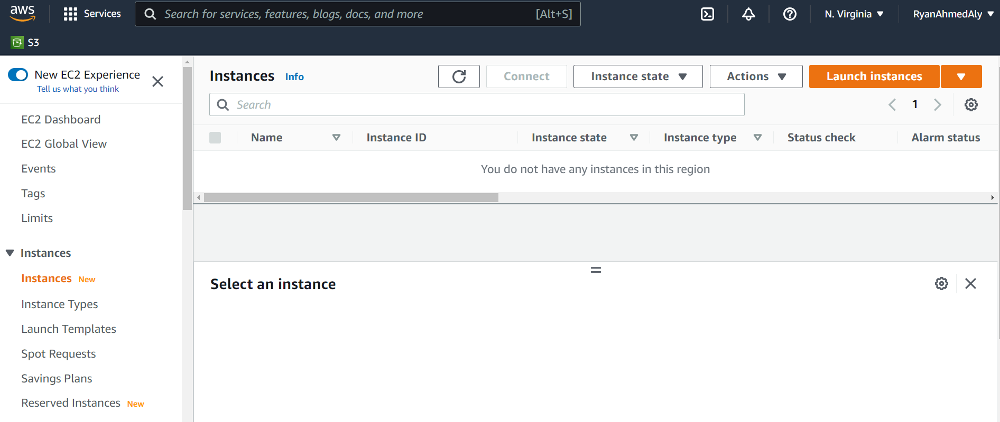 aws
Services
Search for services, features, blogs, docs, and more [Alt+S]
N. Virginia
RyanAhmedAly
S3
New EC2 Experience
Tell us what you think
EC2 Dashboard
EC2 Global View
Events
Tags
Limits
Instances
Instances New
Instance Types
Launch Templates
Spot Requests
Savings Plans
Reserved Instances New
Instances Info
Connect
Instance state
Actions
Launch instances
Search
1
Name Instance ID Instance state Instance type Status check Alarm status
You do not have any instances in this region
Select an instance